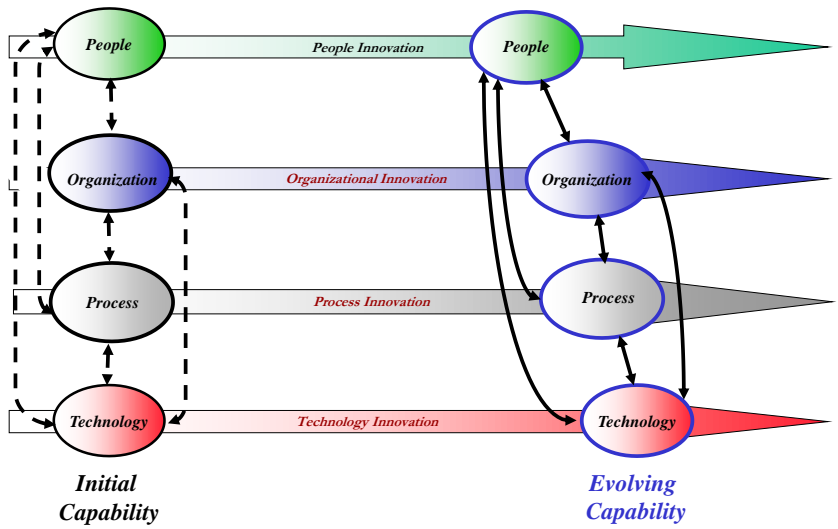 People
People Innovation
People
Organization
Organizational Innovation
Organization
Process
Process Innovation
Process
Technology
Technology Innovation
Technology
Initial
Capability
Evolving
Capability